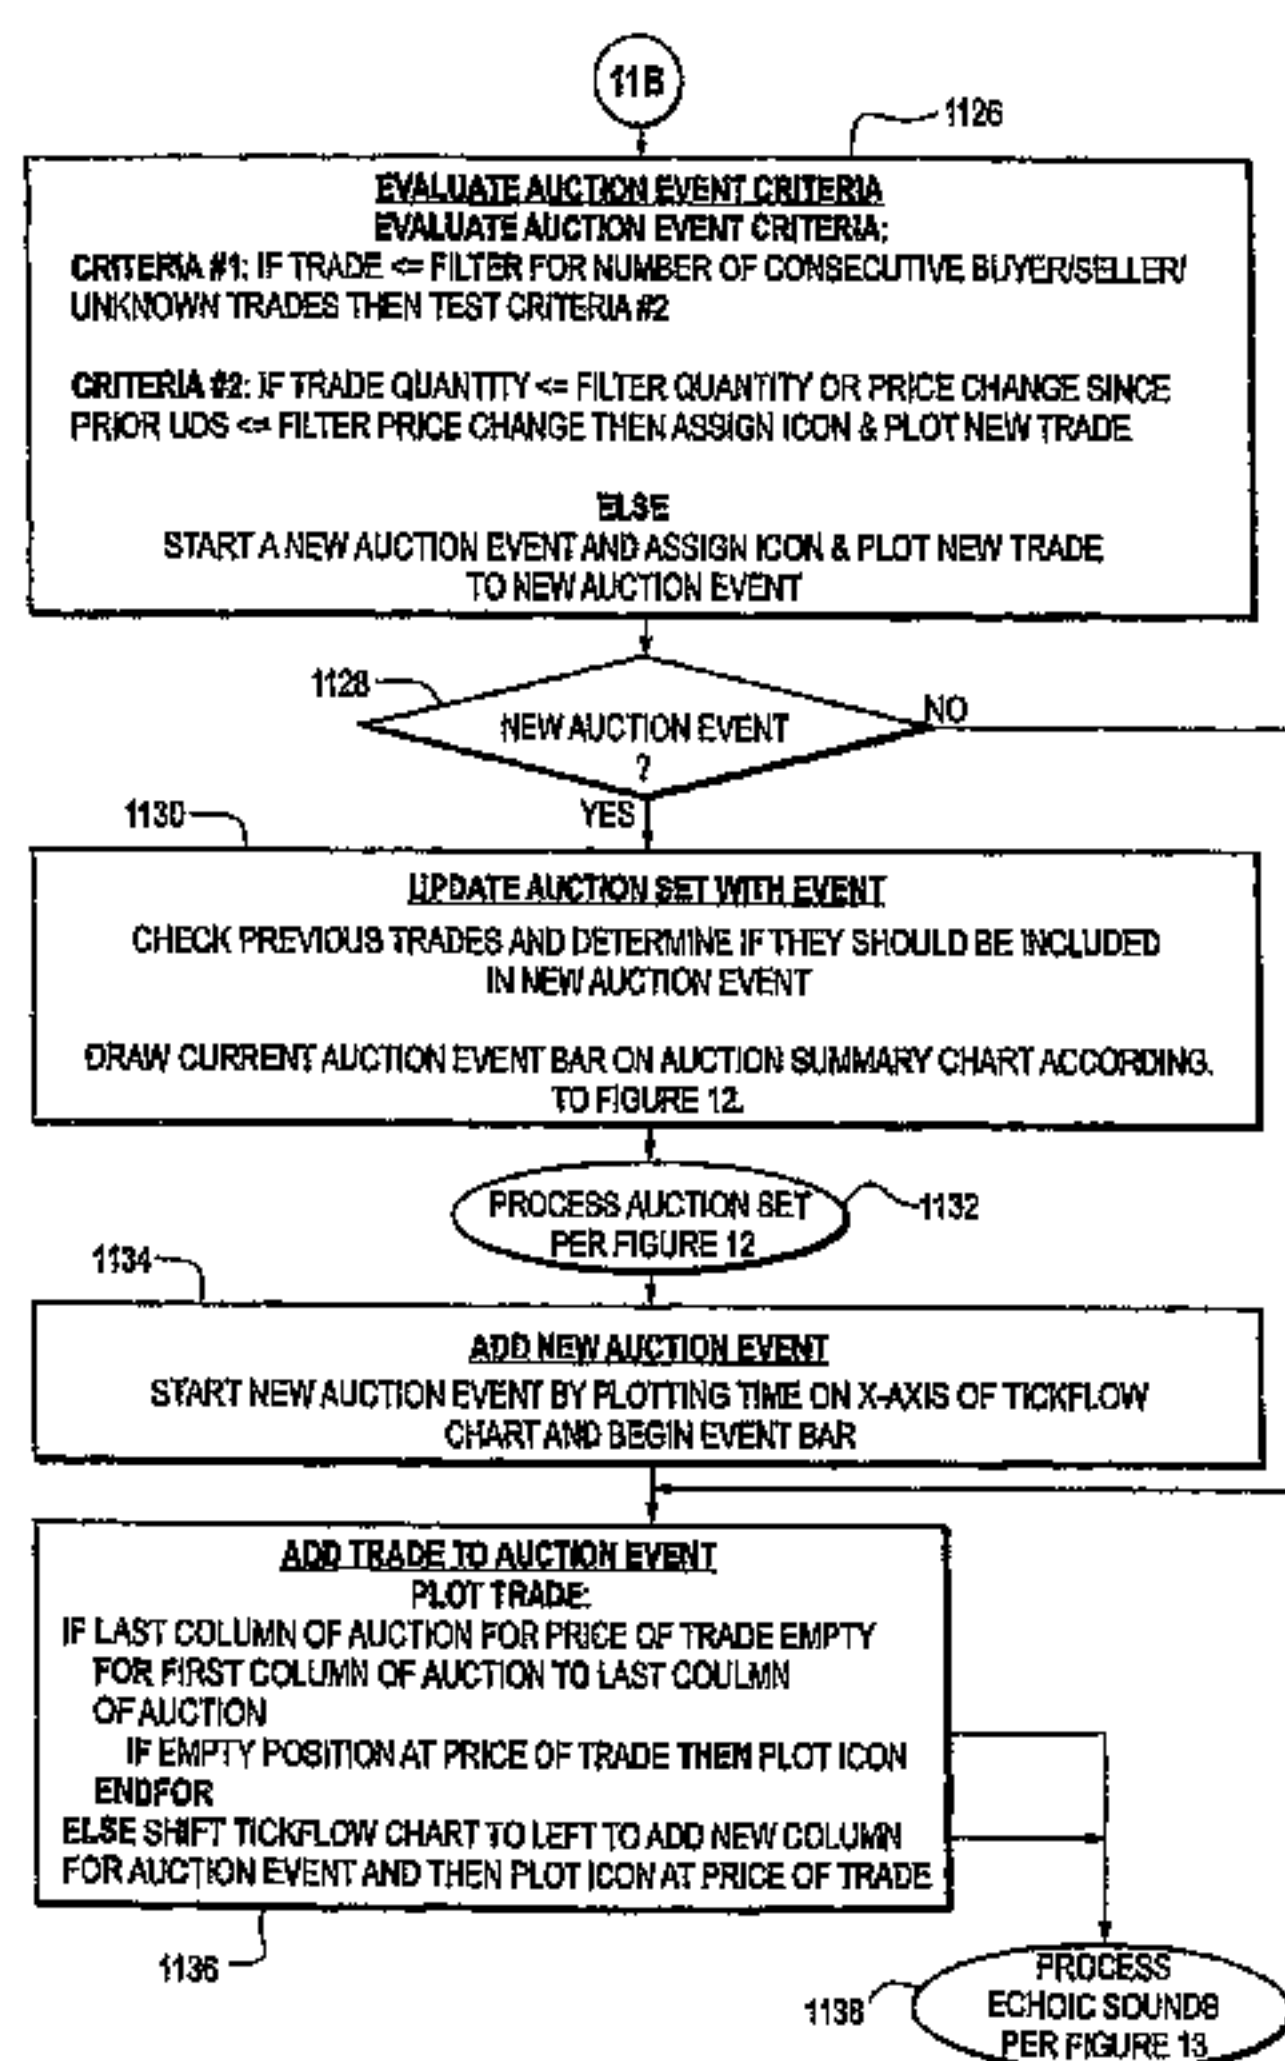 11B
1126
EVALUATE AUCTION EVENT CRITERIA
EVALUATE AUCTION EVENT CRITERIA:
CRITERIA #1: IF TRADE <= FILTER FOR NUMBER OF CONSECUTIVE BUYER/SELLER/
UNKNOWN TRADES THEN TEST CRITERIA #2
CRITERIA #2: IF TRADE QUANTITY <= FILTER QUANTITY OR PRICE CHANGE SINCE
PRIOR UDS <= FILTER PRICE CHANGE THEN ASSIGN ICON & PLOT NEW TRADE
ELSE
START A NEW AUCTION EVENT AND ASSIGN ICON & PLOT NEW TRADE
TO NEW AUCTION EVENT
1128
NEW AUCTION EVENT
?
NO
YES
1130
UPDATE AUCTION SET WITH EVENT
CHECK PREVIOUS TRADES AND DETERMINE IF THEY SHOULD BE INCLUDED
IN NEW AUCTION EVENT
DRAW CURRENT AUCTION EVENT BAR ON AUCTION SUMMARY CHART ACCORDING.
TO FIGURE 12.
PROCESS AUCTION SET
PER FIGURE 12
1132
1134
ADD NEW AUCTION EVENT
START NEW AUCTION EVENT BY PLOTTING TIME ON X-AXIS OF TICKFLOW
CHART AND BEGIN EVENT BAR
ADD TRADE TO AUCTION EVENT
PLOT TRADE:
IF LAST COLUMN OF AUCTION FOR PRICE OF TRADE EMPTY
FOR FIRST COLUMN OF AUCTION TO LAST COULMN
OF AUCTION
IF EMPTY POSITION AT PRICE OF TRADE THEN PLOT ICON
ENDFOR
ELSE SHIFT TICKFLOW CHART TO LEFT TO ADD NEW COLUMN
FOR AUCTION EVENT AND THEN PLOT ICON AT PRICE OF TRADE
1136
1138
PROCESS
ECHOIC SOUNDS
PER FIGURE 13